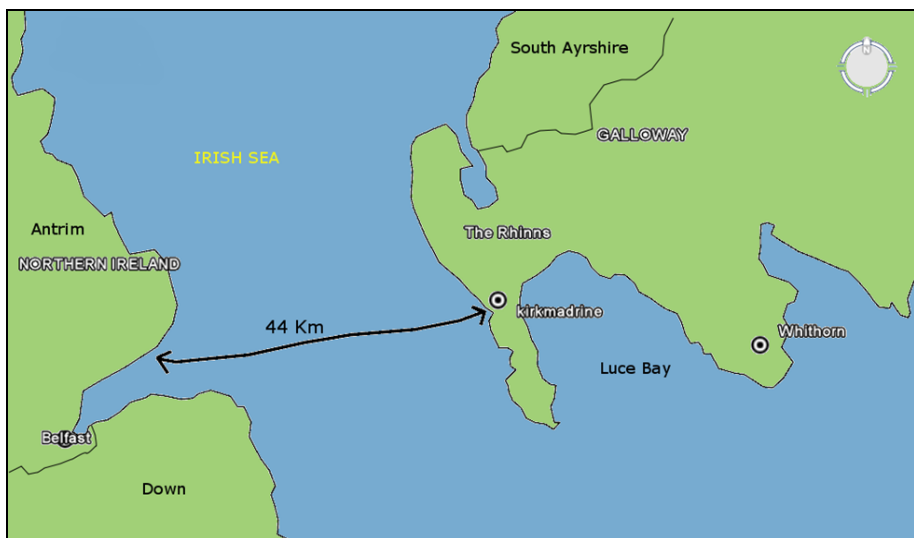 South Ayrshire
GALLOWAY
IRISH SEA
Antrim
The Rhinns
NORTHERN IRELAND
kirkmadrine
44 Km
Whithorn
Luce Bay
Belfast
Down